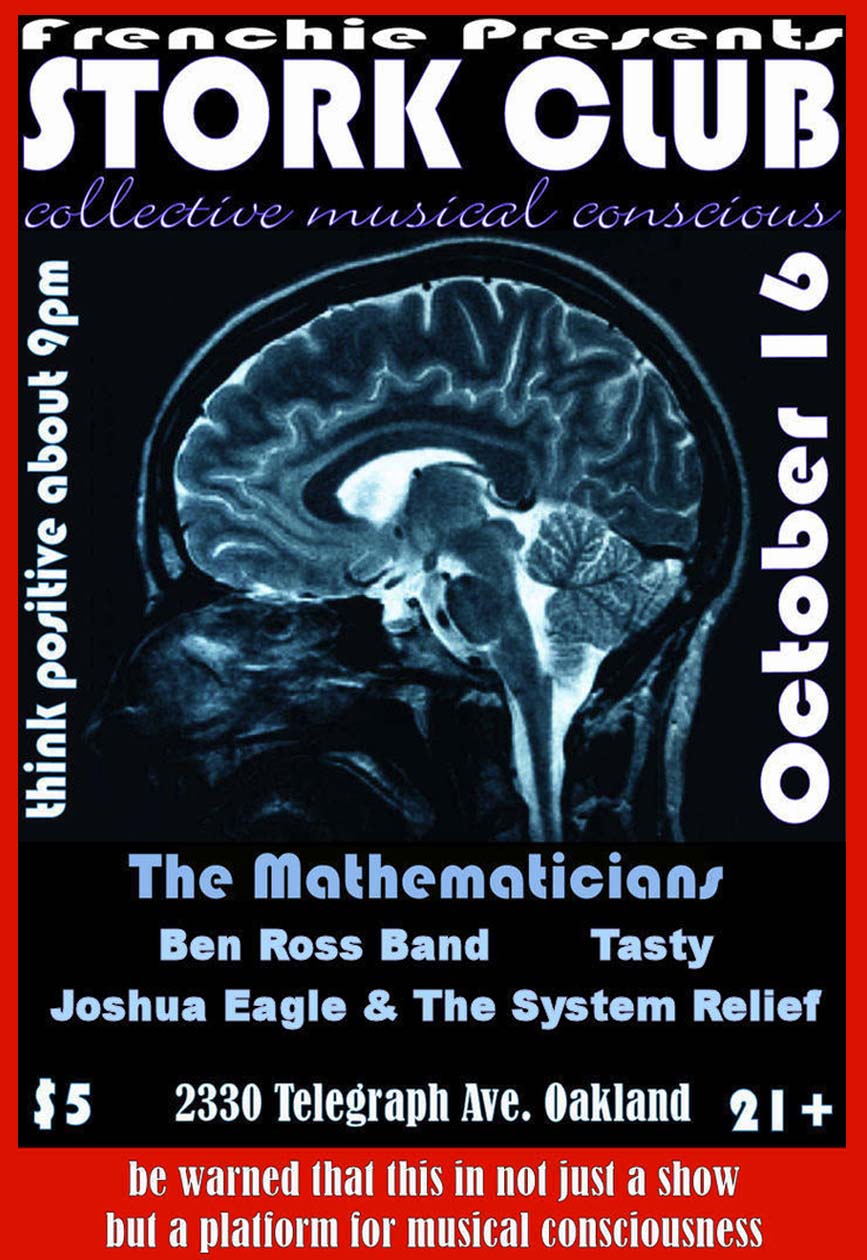 Frenchie Presents
STORK CLUB
collective musical conscious
think positive about 9pm
October 16
The Mathematicians
Ben Ross Band Tasty
Joshua Eagle & The System Relief
$5 2330 Telegraph Ave. Oakland 21+
be warned that this in not just a show
but a platform for musical consciousness